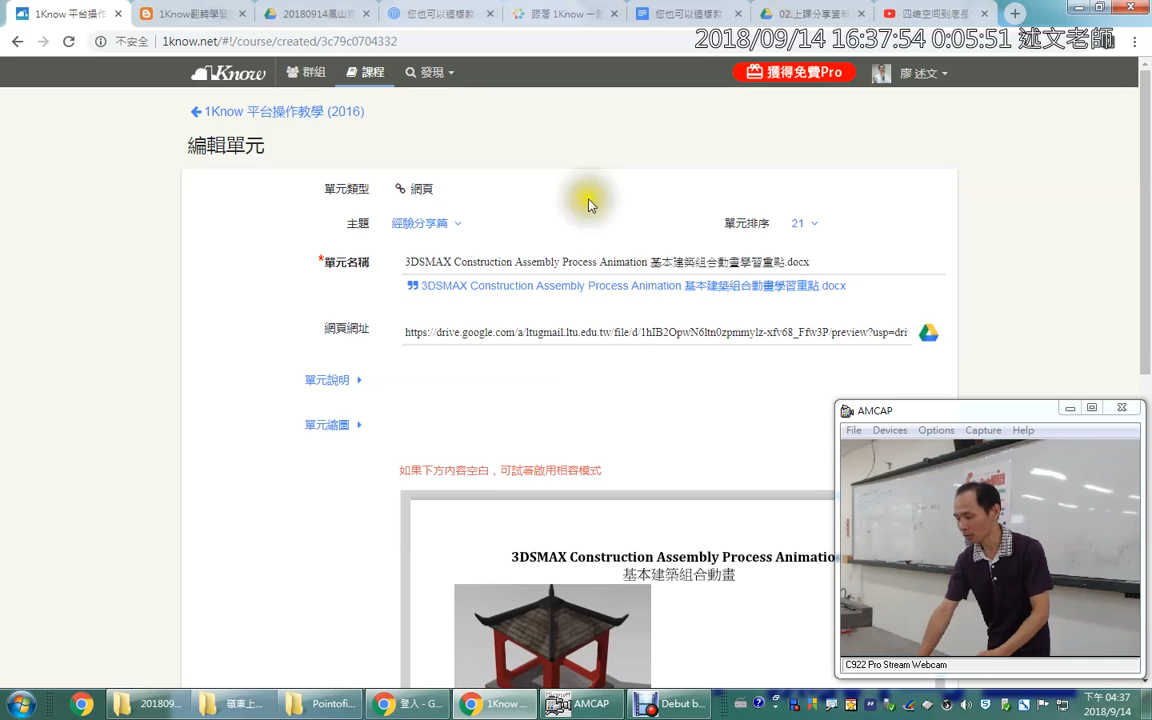 1Know 平台操作
1Know翻轉學習
20180914鳳山商
您也可以這樣教
跟著 1Know 一
您也可以這樣教
02.上課分享資料
四維空間到底是
不安全
1know.net/#!/course/created/3c79c0704332
2018/09/14 16:37:54 0:05:51 述文老師
1Know
群組
課程
發現
獲得免費Pro
廖 述文
1Know 平台操作教學 (2016)
編輯單元
單元類型
網頁
主題
經驗分享篇
單元排序
21
*單元名稱
3DSMAX Construction Assembly Process Animation 基本建築組合動畫學習重點.docx
3DSMAX Construction Assembly Process Animation 基本建築組合動畫學習重點.docx
網頁網址
https://drive.google.com/a/ltugmail.ltu.edu.tw/file/d/1hIB2OpwN6ltn0zpmmylz-xfv68_Ffw3P/preview?usp=dri
單元說明
單元縮圖
如果下方內容空白，可試著啟用相容模式
3DSMAX Construction Assembly Process Animatio
基本建築組合動畫
AMCAP
File
Devices
Options
Capture
Help
C922 Pro Stream Webcam
201809...
嶺東上...
Pointofi...
登入 - G...
1Know ...
AMCAP
Debut b...
下午 04:37
2018/9/14